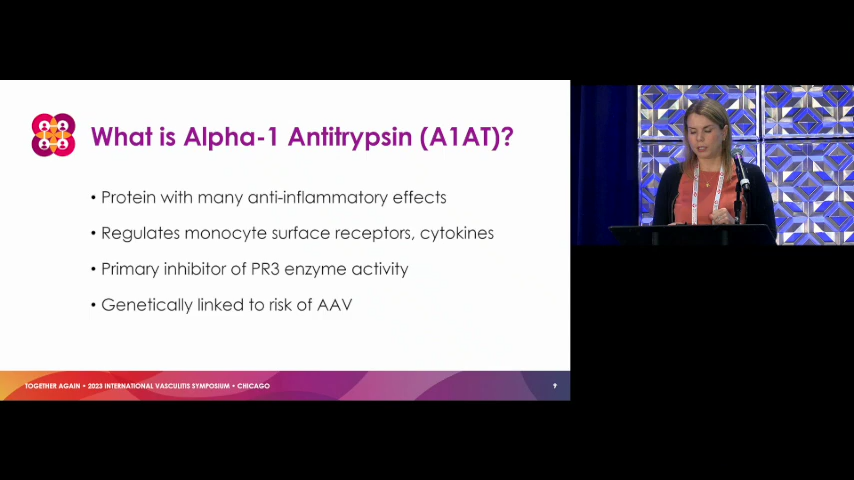 What is Alpha-1 Antitrypsin (A1AT)?
• Protein with many anti-inflammatory effects
• Regulates monocyte surface receptors, cytokines
• Primary inhibitor of PR3 enzyme activity
• Genetically linked to risk of AAV
TOGETHER AGAIN • 2023 INTERNATIONAL VASCULITIS SYMPOSIUM • CHICAGO
9